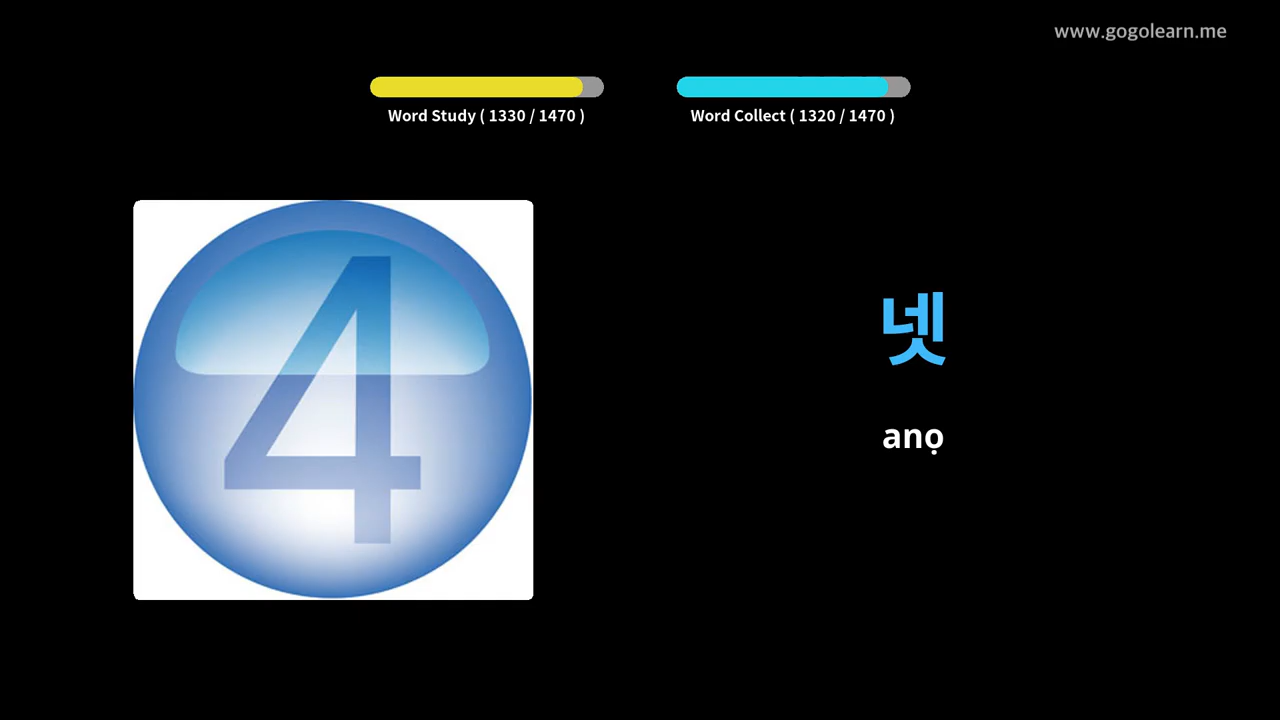 www.gogolearn.me
Word Study ( 1330 / 1470 )
Word Collect ( 1320 / 1470 )
4
넷
anọ